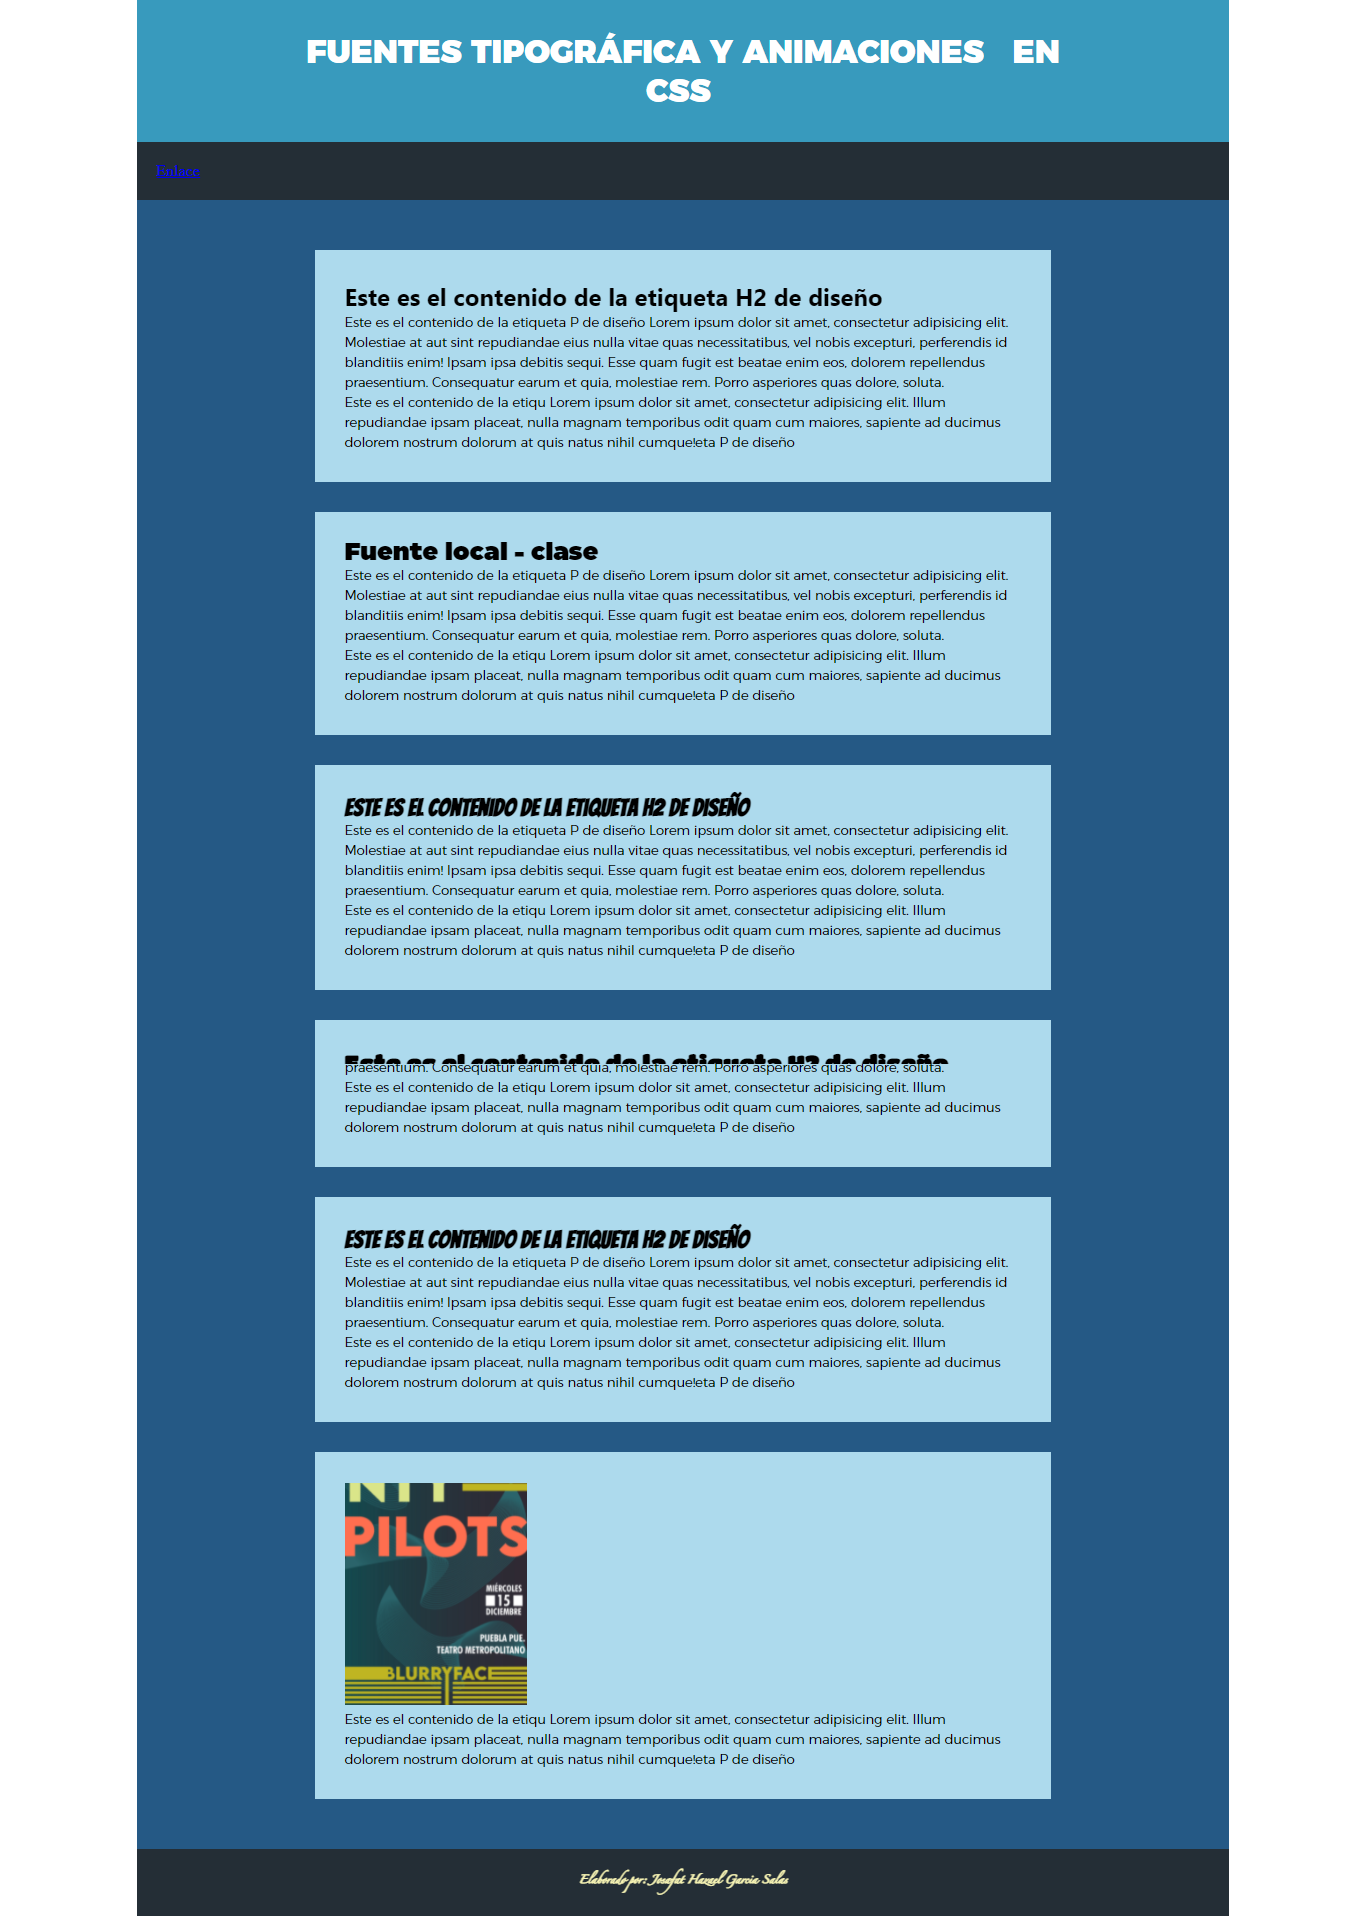 FUENTES TIPOGRÁFICA Y ANIMACIONES EN
CSS
Enlace
Este es el contenido de la etiqueta H2 de diseño
Este es el contenido de la etiqueta P de diseño Lorem ipsum dolor sit amet, consectetur adipisicing elit.
Molestiae at aut sint repudiandae eius nulla vitae quas necessitatibus, vel nobis excepturi, perferendis id
blanditiis enim! Ipsam ipsa debitis sequi. Esse quam fugit est beatae enim eos, dolorem repellendus
praesentium. Consequatur earum et quia, molestiae rem. Porro asperiores quas dolore, soluta.
Este es el contenido de la etiqu Lorem ipsum dolor sit amet, consectetur adipisicing elit. Illum
repudiandae ipsam placeat, nulla magnam temporibus odit quam cum maiores, sapiente ad ducimus
dolorem nostrum dolorum at quis natus nihil cumque!eta P de diseño
Fuente local - clase
Este es el contenido de la etiqueta P de diseño Lorem ipsum dolor sit amet, consectetur adipisicing elit.
Molestiae at aut sint repudiandae eius nulla vitae quas necessitatibus, vel nobis excepturi, perferendis id
blanditiis enim! Ipsam ipsa debitis sequi. Esse quam fugit est beatae enim eos, dolorem repellendus
praesentium. Consequatur earum et quia, molestiae rem. Porro asperiores quas dolore, soluta.
Este es el contenido de la etiqu Lorem ipsum dolor sit amet, consectetur adipisicing elit. Illum
repudiandae ipsam placeat, nulla magnam temporibus odit quam cum maiores, sapiente ad ducimus
dolorem nostrum dolorum at quis natus nihil cumque!eta P de diseño
ESTE ES EL CONTENIDO DE LA ETIQUETA H2 DE DISEÑO
Este es el contenido de la etiqueta P de diseño Lorem ipsum dolor sit amet, consectetur adipisicing elit.
Molestiae at aut sint repudiandae eius nulla vitae quas necessitatibus, vel nobis excepturi, perferendis id
blanditiis enim! Ipsam ipsa debitis sequi. Esse quam fugit est beatae enim eos, dolorem repellendus
praesentium. Consequatur earum et quia, molestiae rem. Porro asperiores quas dolore, soluta.
Este es el contenido de la etiqu Lorem ipsum dolor sit amet, consectetur adipisicing elit. Illum
repudiandae ipsam placeat, nulla magnam temporibus odit quam cum maiores, sapiente ad ducimus
dolorem nostrum dolorum at quis natus nihil cumque!eta P de diseño
Este es el contenido de la etiqueta H2 de diseño
praesentium. Consequatur earum et quia, molestiae rem. Porro asperiores quas dolore, soluta.
Este es el contenido de la etiqu Lorem ipsum dolor sit amet, consectetur adipisicing elit. Illum
repudiandae ipsam placeat, nulla magnam temporibus odit quam cum maiores, sapiente ad ducimus
dolorem nostrum dolorum at quis natus nihil cumque!eta P de diseño
ESTE ES EL CONTENIDO DE LA ETIQUETA H2 DE DISEÑO
Este es el contenido de la etiqueta P de diseño Lorem ipsum dolor sit amet, consectetur adipisicing elit.
Molestiae at aut sint repudiandae eius nulla vitae quas necessitatibus, vel nobis excepturi, perferendis id
blanditiis enim! Ipsam ipsa debitis sequi. Esse quam fugit est beatae enim eos, dolorem repellendus
praesentium. Consequatur earum et quia, molestiae rem. Porro asperiores quas dolore, soluta.
Este es el contenido de la etiqu Lorem ipsum dolor sit amet, consectetur adipisicing elit. Illum
repudiandae ipsam placeat, nulla magnam temporibus odit quam cum maiores, sapiente ad ducimus
dolorem nostrum dolorum at quis natus nihil cumque!eta P de diseño
PILOTS
MIÉRCOLES
15
DICIEMBRE
PUEBLA PUE.
TEATRO METROPOLITANO
BLURRYFACE
Este es el contenido de la etiqu Lorem ipsum dolor sit amet, consectetur adipisicing elit. Illum
repudiandae ipsam placeat, nulla magnam temporibus odit quam cum maiores, sapiente ad ducimus
dolorem nostrum dolorum at quis natus nihil cumque!eta P de diseño
Elaborado por: Josafat Hazael Garcia Salas